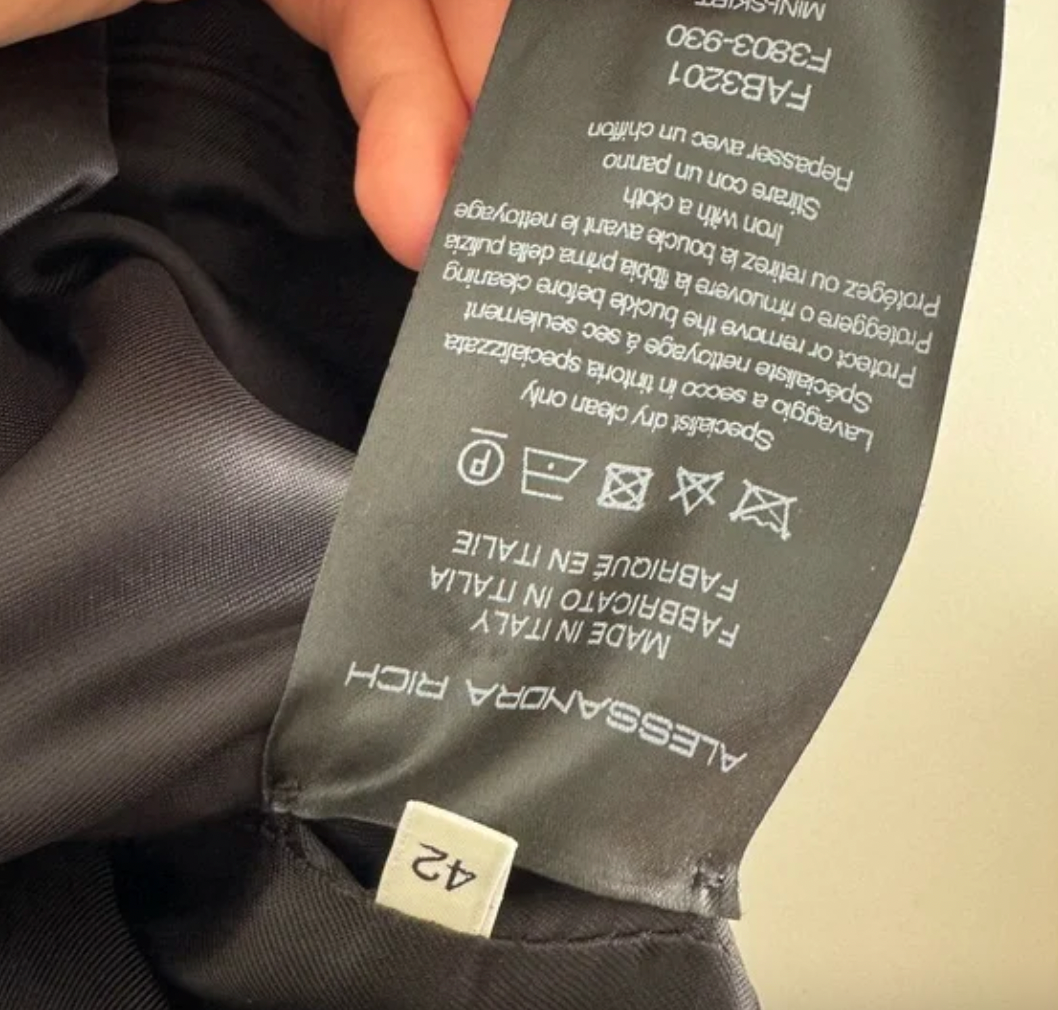 42
ALESSANDRA RICH
MADE IN ITALY
FABBRICATO IN ITALIA
FABRIQUÉ EN ITALIE
P
Specialist dry clean only
Lavaggio a secco in tintoria specializzata
Spécialiste nettoyage á sec seulement
Protect or remove the buckle before cleaning
Proteggere o rimuovere la fibbia prima della pulizia
Protégez ou retirez la boucle avant le nettoyage
Iron with a cloth
Stirare con un panno
Repasser avec un chiffon
FAB3201
F3803-930
MINI-SKIRT